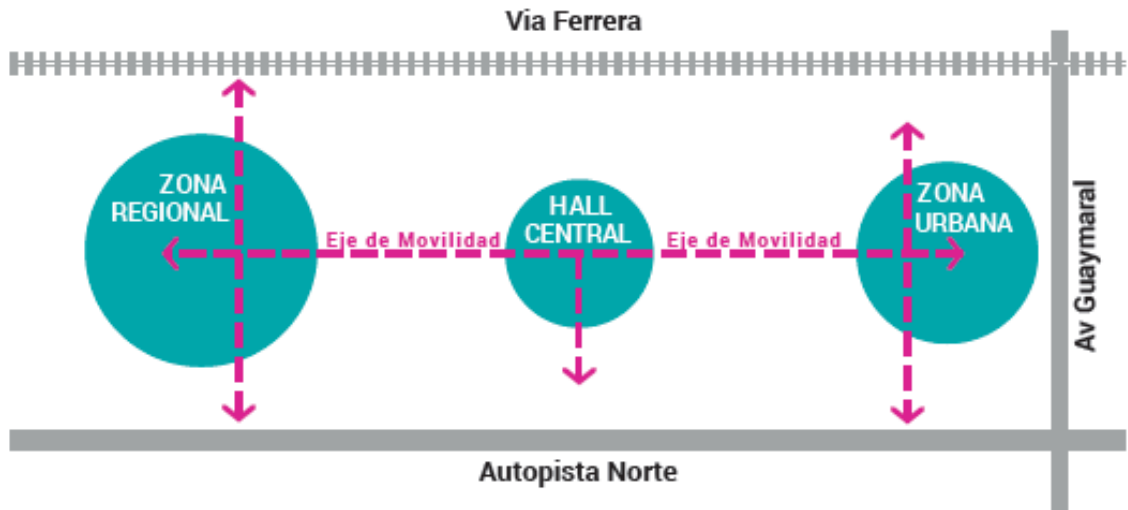 Via Ferrera
ZONA
REGIONAL
HALL
CENTRAL
ZONA
URBANA
Eje de Movilidad
Eje de Movilidad
Av Guaymaral
Autopista Norte